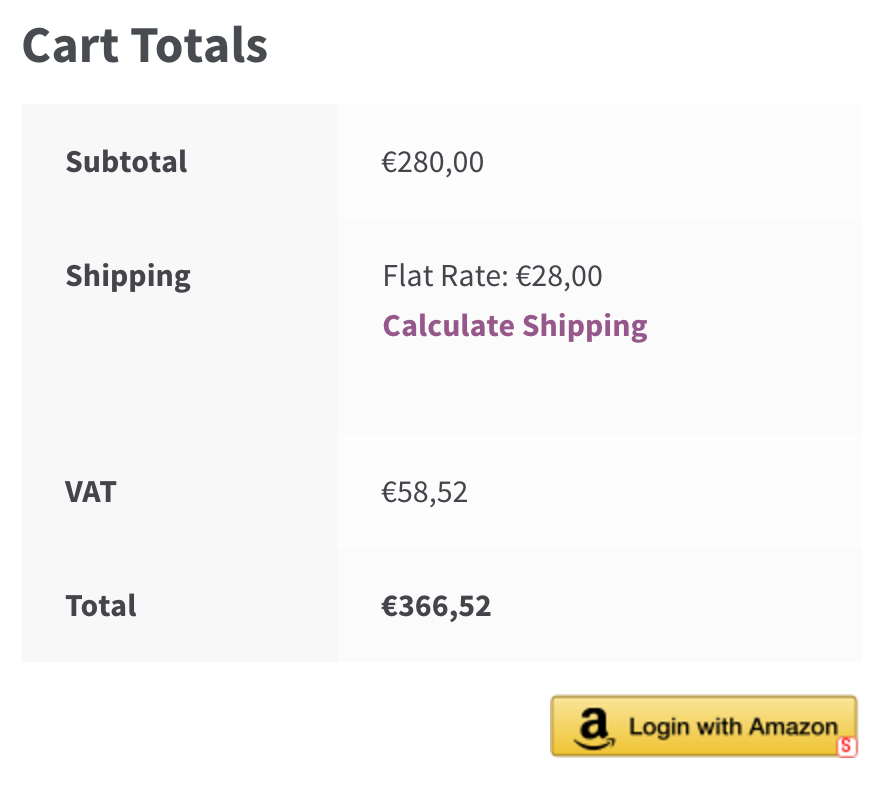 Cart Totals
Subtotal €280,00
Shipping Flat Rate: €28,00
Calculate Shipping
VAT €58,52
Total €366,52
a Login with Amazon
S